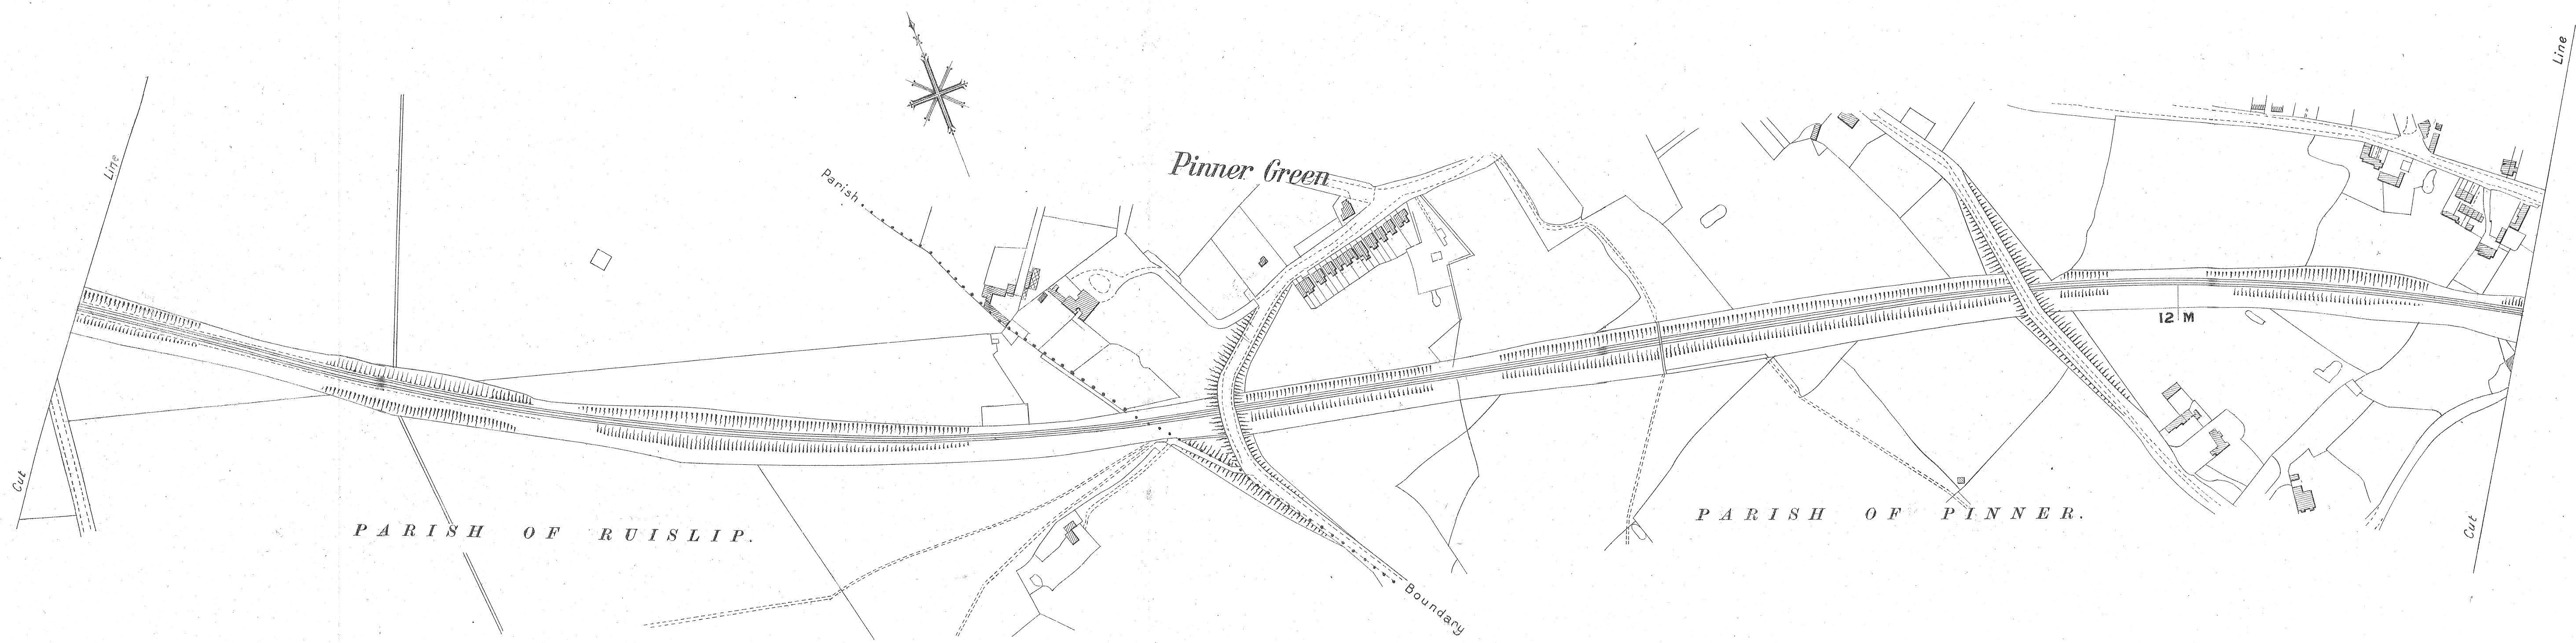 Line
Cut
Parish
Pinner Green
Boundary
PARISH OF RUISLIP.
PARISH OF PINNER.
12 M
Line
Cut